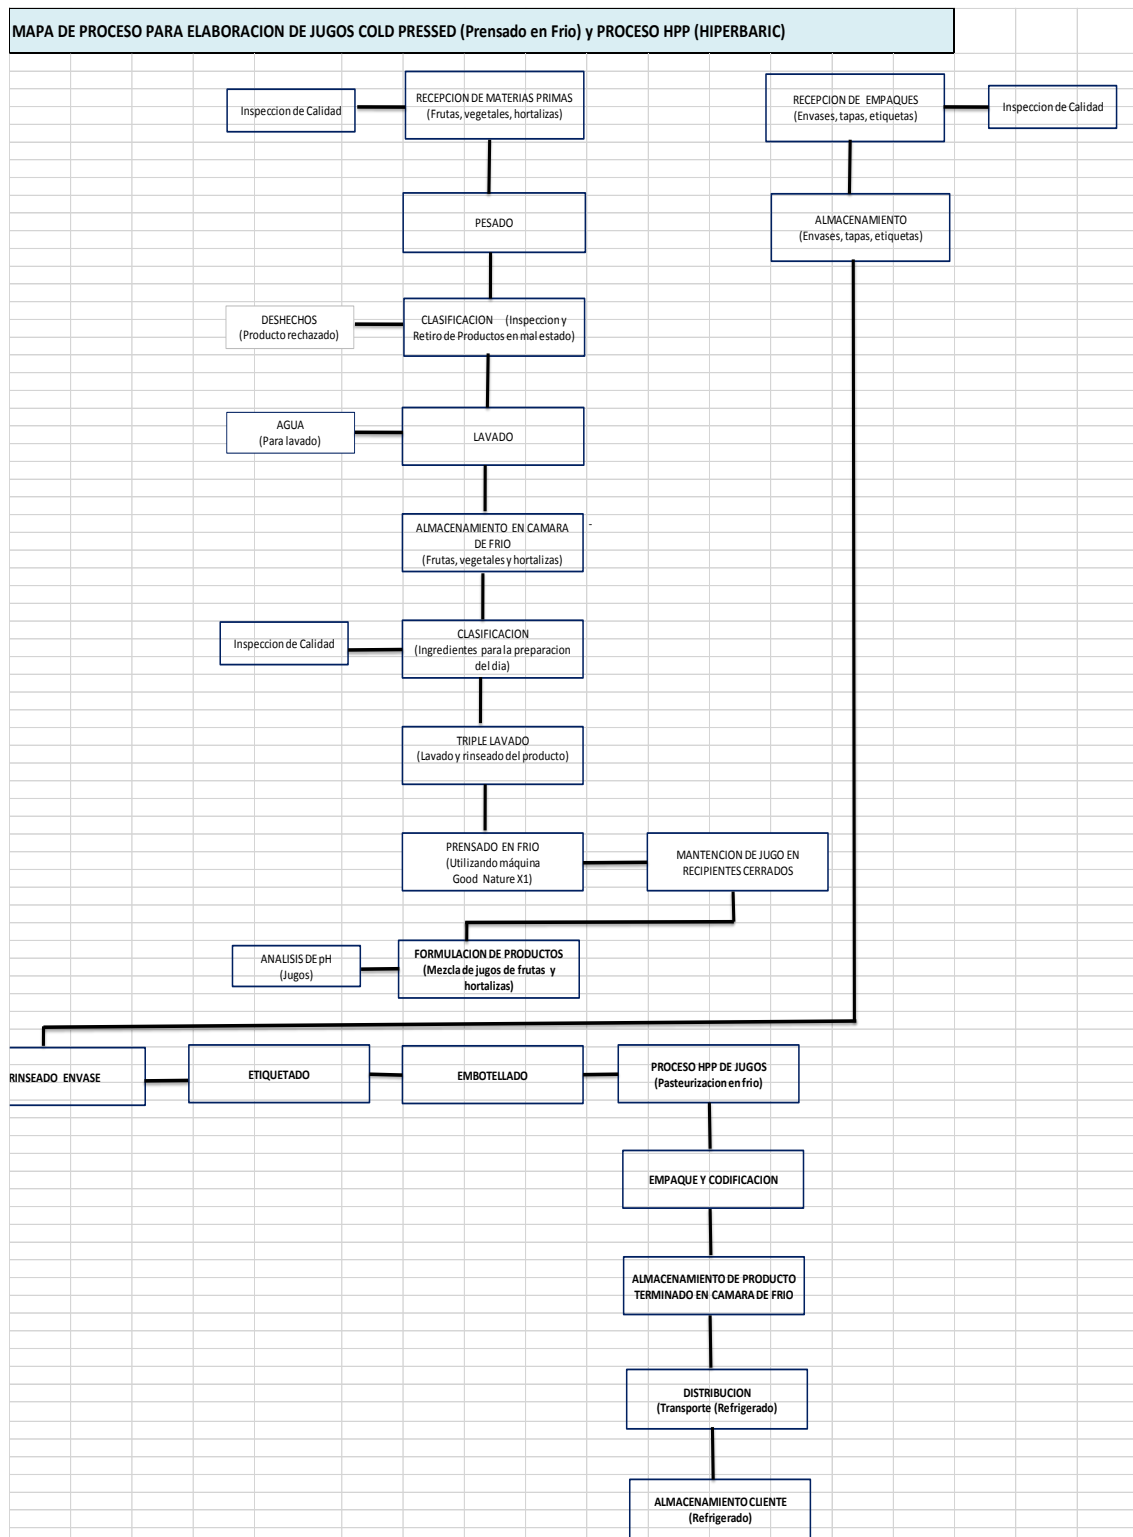 MAPA DE PROCESO PARA ELABORACION DE JUGOS COLD PRESSED (Prensado en Frio) y PROCESO HPP (HIPERBARIC)
Inspeccion de Calidad
RECEPCION DE MATERIAS PRIMAS
(Frutas, vegetales, hortalizas)
RECEPCION DE EMPAQUES
(Envases, tapas, etiquetas)
Inspeccion de Calidad
PESADO
ALMACENAMIENTO
(Envases, tapas, etiquetas)
DESHECHOS
(Producto rechazado)
CLASIFICACION (Inspeccion y
Retiro de Productos en mal estado)
AGUA
(Para lavado)
LAVADO
ALMACENAMIENTO EN CAMARA
DE FRIO
(Frutas, vegetales y hortalizas)
-
Inspeccion de Calidad
CLASIFICACION
(Ingredientes para la preparacion
del dia)
TRIPLE LAVADO
(Lavado y rinseado del producto)
PRENSADO EN FRIO
(Utilizando máquina
Good Nature X1)
MANTENCION DE JUGO EN
RECIPIENTES CERRADOS
ANALISIS DE pH
(Jugos)
FORMULACION DE PRODUCTOS
(Mezcla de jugos de frutas y
hortalizas)
RINSEADO ENVASE
ETIQUETADO
EMBOTELLADO
PROCESO HPP DE JUGOS
(Pasteurizacion en frio)
EMPAQUE Y CODIFICACION
ALMACENAMIENTO DE PRODUCTO
TERMINADO EN CAMARA DE FRIO
DISTRIBUCION
(Transporte (Refrigerado)
ALMACENAMIENTO CLIENTE
(Refrigerado)